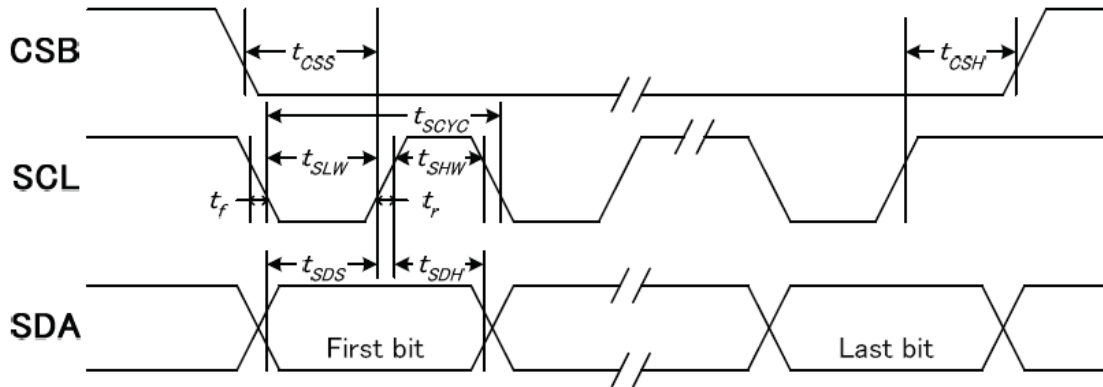 CSB
tCSS
tCSH
tSCYC
SCL
tSLW
tSHW
tf
tr
SDA
tSDS
tSDH
First bit
Last bit